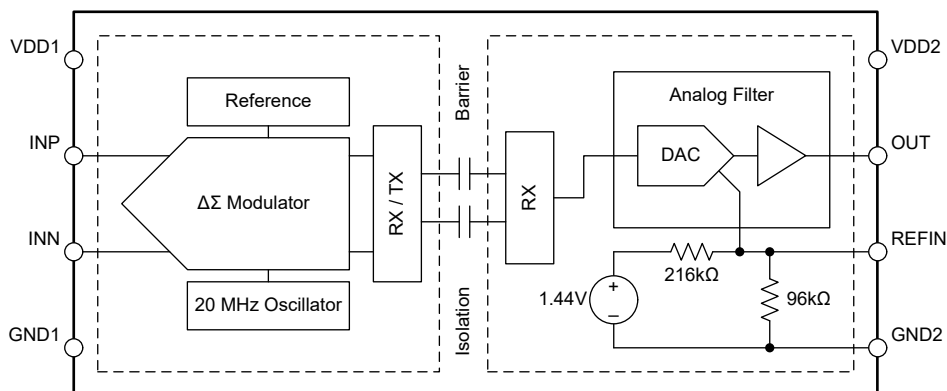 VDD1
INP
INN
GND1
Reference
ΔΣ Modulator
20 MHz Oscillator
RX / TX
Barrier
Isolation
RX
Analog Filter
DAC
216kΩ
1.44V
+
–
96kΩ
VDD2
OUT
REFIN
GND2